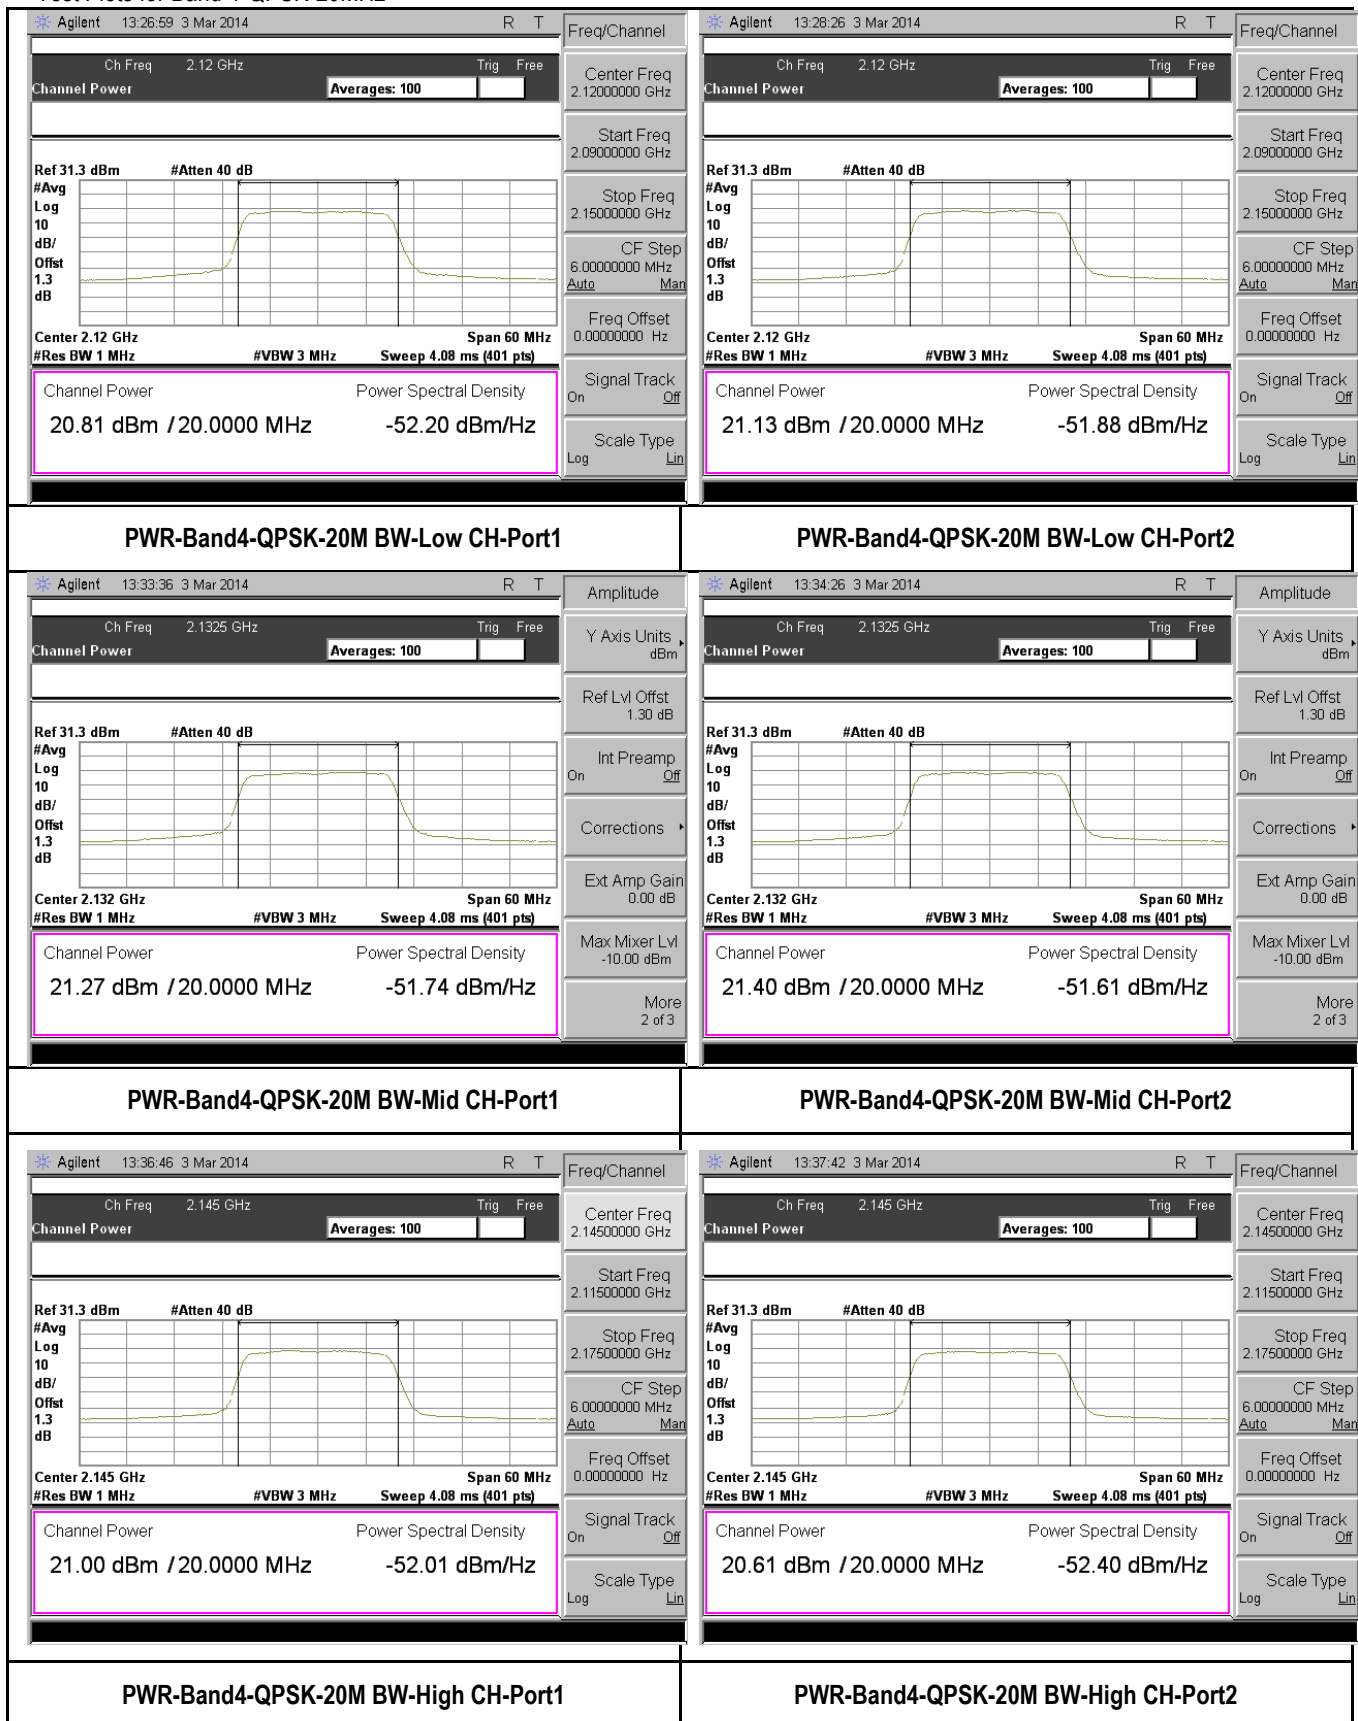 Test Plots for Band 4-QPSK-20MHz
Agilent 13:26:59 3 Mar 2014 R T
Freq/Channel
Ch Freq 2.12 GHz Trig Free
Channel Power Averages: 100
Center Freq
2.12000000 GHz
Start Freq
2.09000000 GHz
Stop Freq
2.15000000 GHz
CF Step
6.00000000 MHz
Auto Man
Freq Offset
0.00000000 Hz
Signal Track
On Off
Scale Type
Log Lin
Ref 31.3 dBm #Atten 40 dB
#Avg
Log
10
dB/
Offst
1.3
dB
Center 2.12 GHz Span 60 MHz
#Res BW 1 MHz #VBW 3 MHz Sweep 4.08 ms (401 pts)
Channel Power Power Spectral Density
20.81 dBm / 20.0000 MHz -52.20 dBm/Hz
PWR-Band4-QPSK-20M BW-Low CH-Port1
Agilent 13:28:26 3 Mar 2014 R T
Freq/Channel
Ch Freq 2.12 GHz Trig Free
Channel Power Averages: 100
Center Freq
2.12000000 GHz
Start Freq
2.09000000 GHz
Stop Freq
2.15000000 GHz
CF Step
6.00000000 MHz
Auto Man
Freq Offset
0.00000000 Hz
Signal Track
On Off
Scale Type
Log Lin
Ref 31.3 dBm #Atten 40 dB
#Avg
Log
10
dB/
Offst
1.3
dB
Center 2.12 GHz Span 60 MHz
#Res BW 1 MHz #VBW 3 MHz Sweep 4.08 ms (401 pts)
Channel Power Power Spectral Density
21.13 dBm / 20.0000 MHz -51.88 dBm/Hz
PWR-Band4-QPSK-20M BW-Low CH-Port2
Agilent 13:33:36 3 Mar 2014 R T
Amplitude
Ch Freq 2.1325 GHz Trig Free
Channel Power Averages: 100
Y Axis Units
dBm
Ref Lvl Offst
1.30 dB
Int Preamp
On Off
Corrections
Ext Amp Gain
0.00 dB
Max Mixer Lvl
-10.00 dBm
More
2 of 3
Ref 31.3 dBm #Atten 40 dB
#Avg
Log
10
dB/
Offst
1.3
dB
Center 2.132 GHz Span 60 MHz
#Res BW 1 MHz #VBW 3 MHz Sweep 4.08 ms (401 pts)
Channel Power Power Spectral Density
21.27 dBm / 20.0000 MHz -51.74 dBm/Hz
PWR-Band4-QPSK-20M BW-Mid CH-Port1
Agilent 13:34:26 3 Mar 2014 R T
Amplitude
Ch Freq 2.1325 GHz Trig Free
Channel Power Averages: 100
Y Axis Units
dBm
Ref Lvl Offst
1.30 dB
Int Preamp
On Off
Corrections
Ext Amp Gain
0.00 dB
Max Mixer Lvl
-10.00 dBm
More
2 of 3
Ref 31.3 dBm #Atten 40 dB
#Avg
Log
10
dB/
Offst
1.3
dB
Center 2.132 GHz Span 60 MHz
#Res BW 1 MHz #VBW 3 MHz Sweep 4.08 ms (401 pts)
Channel Power Power Spectral Density
21.40 dBm / 20.0000 MHz -51.61 dBm/Hz
PWR-Band4-QPSK-20M BW-Mid CH-Port2
Agilent 13:36:46 3 Mar 2014 R T
Freq/Channel
Ch Freq 2.145 GHz Trig Free
Channel Power Averages: 100
Center Freq
2.14500000 GHz
Start Freq
2.11500000 GHz
Stop Freq
2.17500000 GHz
CF Step
6.00000000 MHz
Auto Man
Freq Offset
0.00000000 Hz
Signal Track
On Off
Scale Type
Log Lin
Ref 31.3 dBm #Atten 40 dB
#Avg
Log
10
dB/
Offst
1.3
dB
Center 2.145 GHz Span 60 MHz
#Res BW 1 MHz #VBW 3 MHz Sweep 4.08 ms (401 pts)
Channel Power Power Spectral Density
21.00 dBm / 20.0000 MHz -52.01 dBm/Hz
PWR-Band4-QPSK-20M BW-High CH-Port1
Agilent 13:37:42 3 Mar 2014 R T
Freq/Channel
Ch Freq 2.145 GHz Trig Free
Channel Power Averages: 100
Center Freq
2.14500000 GHz
Start Freq
2.11500000 GHz
Stop Freq
2.17500000 GHz
CF Step
6.00000000 MHz
Auto Man
Freq Offset
0.00000000 Hz
Signal Track
On Off
Scale Type
Log Lin
Ref 31.3 dBm #Atten 40 dB
#Avg
Log
10
dB/
Offst
1.3
dB
Center 2.145 GHz Span 60 MHz
#Res BW 1 MHz #VBW 3 MHz Sweep 4.08 ms (401 pts)
Channel Power Power Spectral Density
20.61 dBm / 20.0000 MHz -52.40 dBm/Hz
PWR-Band4-QPSK-20M BW-High CH-Port2